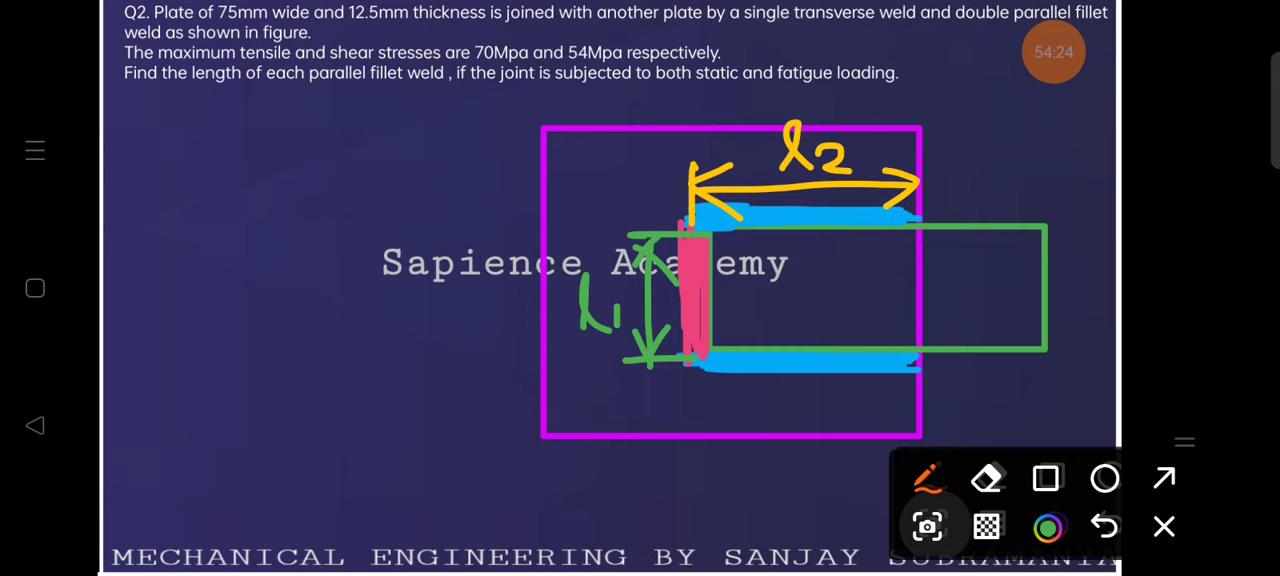 Q2. Plate of 75mm wide and 12.5mm thickness is joined with another plate by a single transverse weld and double parallel fillet
weld as shown in figure.
The maximum tensile and shear stresses are 70Mpa and 54Mpa respectively.
Find the length of each parallel fillet weld , if the joint is subjected to both static and fatigue loading.
54:24
l2
Sapience Academy
l1
MECHANICAL ENGINEERING BY SANJAY SUBRAMANIA